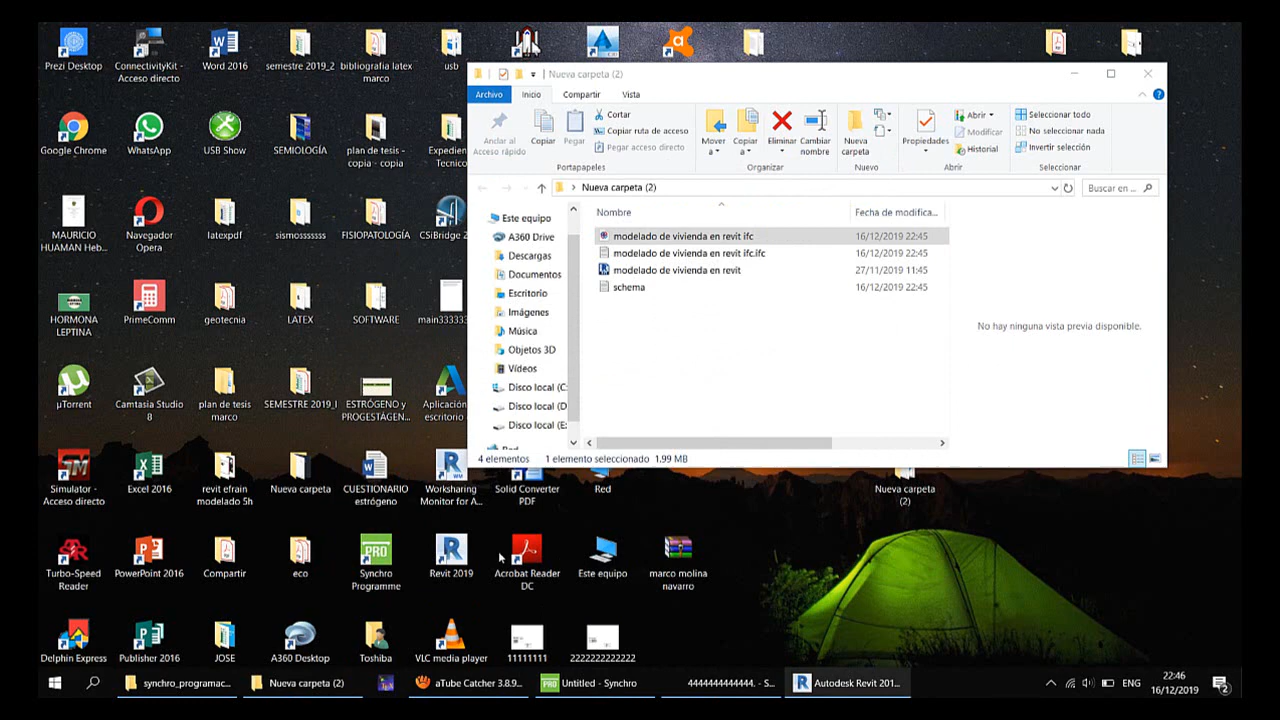 Prezi Desktop
ConnectivityKit - Acceso directo
Word 2016
semestre 2019_2
bibliografia latex marco
usb
Google Chrome
WhatsApp
USB Show
SEMIOLOGÍA
plan de tesis - copia - copia
Expedien Tecnico
MAURICIO HUAMAN Heb...
Navegador Opera
latexpdf
sismosssssss
FISIOPATOLOGÍA
CSiBridge 2
HORMONA LEPTINA
PrimeComm
geotecnia
LATEX
SOFTWARE
main33333
µTorrent
Camtasia Studio 8
plan de tesis marco
SEMESTRE 2019_I
ESTRÓGENO y PROGESTÁGEN...
Aplicación escritorio
Simulator - Acceso directo
Excel 2016
revit efrain modelado 5h
Nueva carpeta
CUESTIONARIO estrógeno
Worksharing Monitor for A...
Solid Converter PDF
Red
Nueva carpeta (2)
Turbo-Speed Reader
PowerPoint 2016
Compartir
eco
Synchro Programme
Revit 2019
Acrobat Reader DC
Este equipo
marco molina navarro
Delphin Express
Publisher 2016
JOSE
A360 Desktop
Toshiba
VLC media player
11111111
2222222222222
Nueva carpeta (2)
Archivo Inicio Compartir Vista
Andar al Acceso rápido
Copiar
Pegar
Cortar
Copiar ruta de acceso
Pegar acceso directo
Mover a
Copiar a
Eliminar
Cambiar nombre
Nueva carpeta
Propiedades
Abrir
Modificar
Historial
Seleccionar todo
No seleccionar nada
Invertir selección
Portapapeles Organizar Nuevo Abrir Seleccionar
Nueva carpeta (2)
Buscar en ...
Este equipo
A360 Drive
Descargas
Documentos
Escritorio
Imágenes
Música
Objetos 3D
Vídeos
Disco local (C:
Disco local (D
Disco local (E:
Nombre Fecha de modifica...
modelado de vivienda en revit ifc 16/12/2019 22:45
modelado de vivienda en revit ifc.ifc 16/12/2019 22:45
modelado de vivienda en revit 27/11/2019 11:45
schema 16/12/2019 22:45
No hay ninguna vista previa disponible.
4 elementos 1 elemento seleccionado 1,99 MB
synchro_programac...
Nueva carpeta (2)
aTube Catcher 3.8.9...
Untitled - Synchro
4444444444444. - S...
Autodesk Revit 201...
ENG
22:46
16/12/2019
2